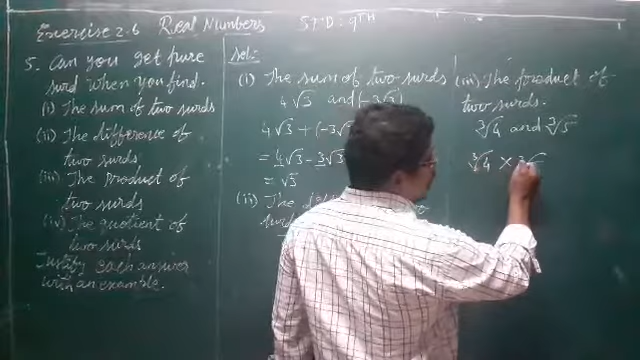 Exercise 2.6 Real Numbers STD: 9TH
5. Can you get pure
surd when you find.
(i) The sum of two surds
(ii) The difference of
two surds
(iii) The product of
two surds
(iv) The quotient of
two surds
Justify each answer
with an example.
Sol:
(i) The sum of two surds
4√3 and (-3√3)
4√3 + (-3√3
= 4√3 - 3√3
= √3
(ii) The
surd
(iii) The product of
two surds.
∛4 and ∛5
∛4 ×